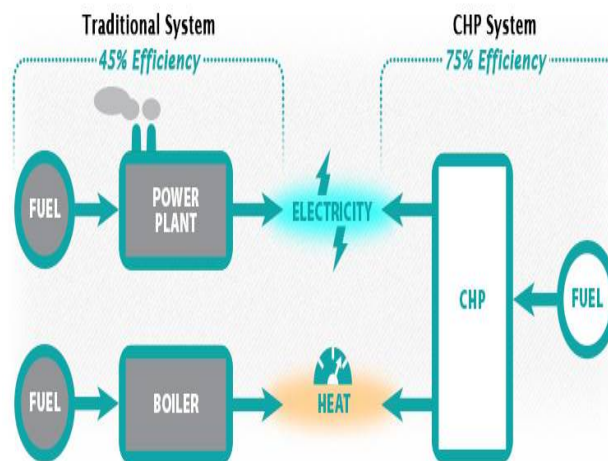 Traditional System
45% Efficiency
CHP System
75% Efficiency
FUEL
POWER
PLANT
ELECTRICITY
CHP
FUEL
FUEL
BOILER
HEAT